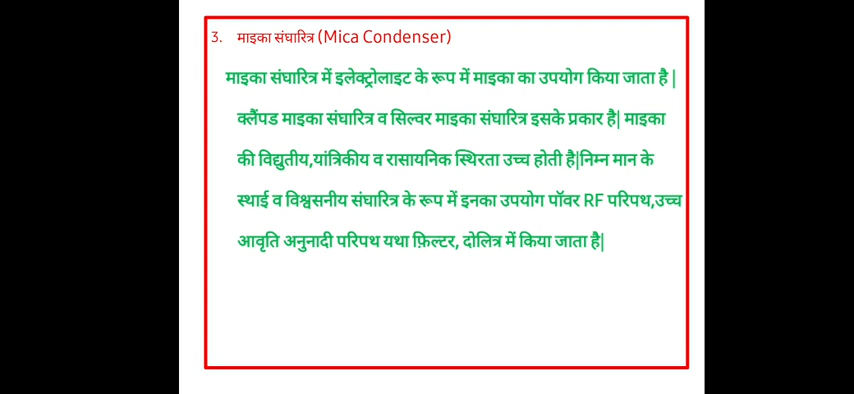 3. माइका संघारित्र (Mica Condenser)
माइका संघारित्र में इलेक्ट्रोलाइट के रूप में माइका का उपयोग किया जाता है |
क्लैंपड माइका संघारित्र व सिल्वर माइका संघारित्र इसके प्रकार है| माइका
की विद्युतीय,यांत्रिकीय व रासायनिक स्थिरता उच्च होती है|निम्न मान के
स्थाई व विश्वसनीय संघारित्र के रूप में इनका उपयोग पॉवर RF परिपथ,उच्च
आवृति अनुनादी परिपथ यथा फ़िल्टर, दोलित्र में किया जाता है|